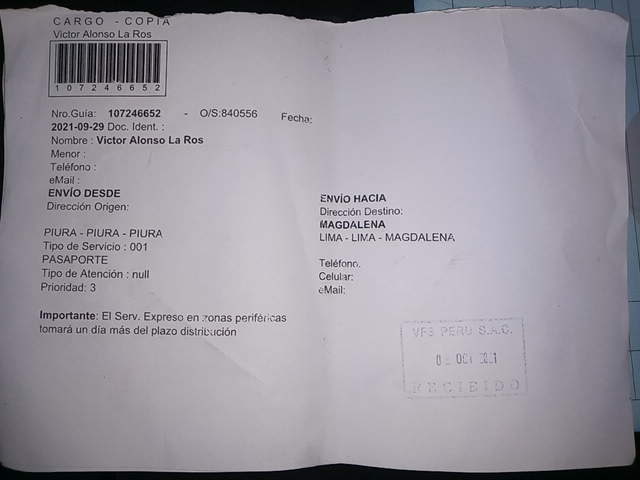 CARGO - COPIA
Victor Alonso La Ros
107246652
Nro.Guía: 107246652 - O/S:840556 Fecha:
2021-09-29 Doc. Ident. :
Nombre : Victor Alonso La Ros
Menor :
Teléfono :
eMail :
ENVÍO DESDE
Dirección Origen:
PIURA - PIURA - PIURA
Tipo de Servicio : 001
PASAPORTE
Tipo de Atención : null
Prioridad: 3
Importante: El Serv. Expreso en zonas periféricas
tomará un día más del plazo distribución
ENVÍO HACIA
Dirección Destino:
MAGDALENA
LIMA - LIMA - MAGDALENA
Teléfono.
Celular:
eMail:
VFS PERU S.A.C.
OCT
RECIBIDO